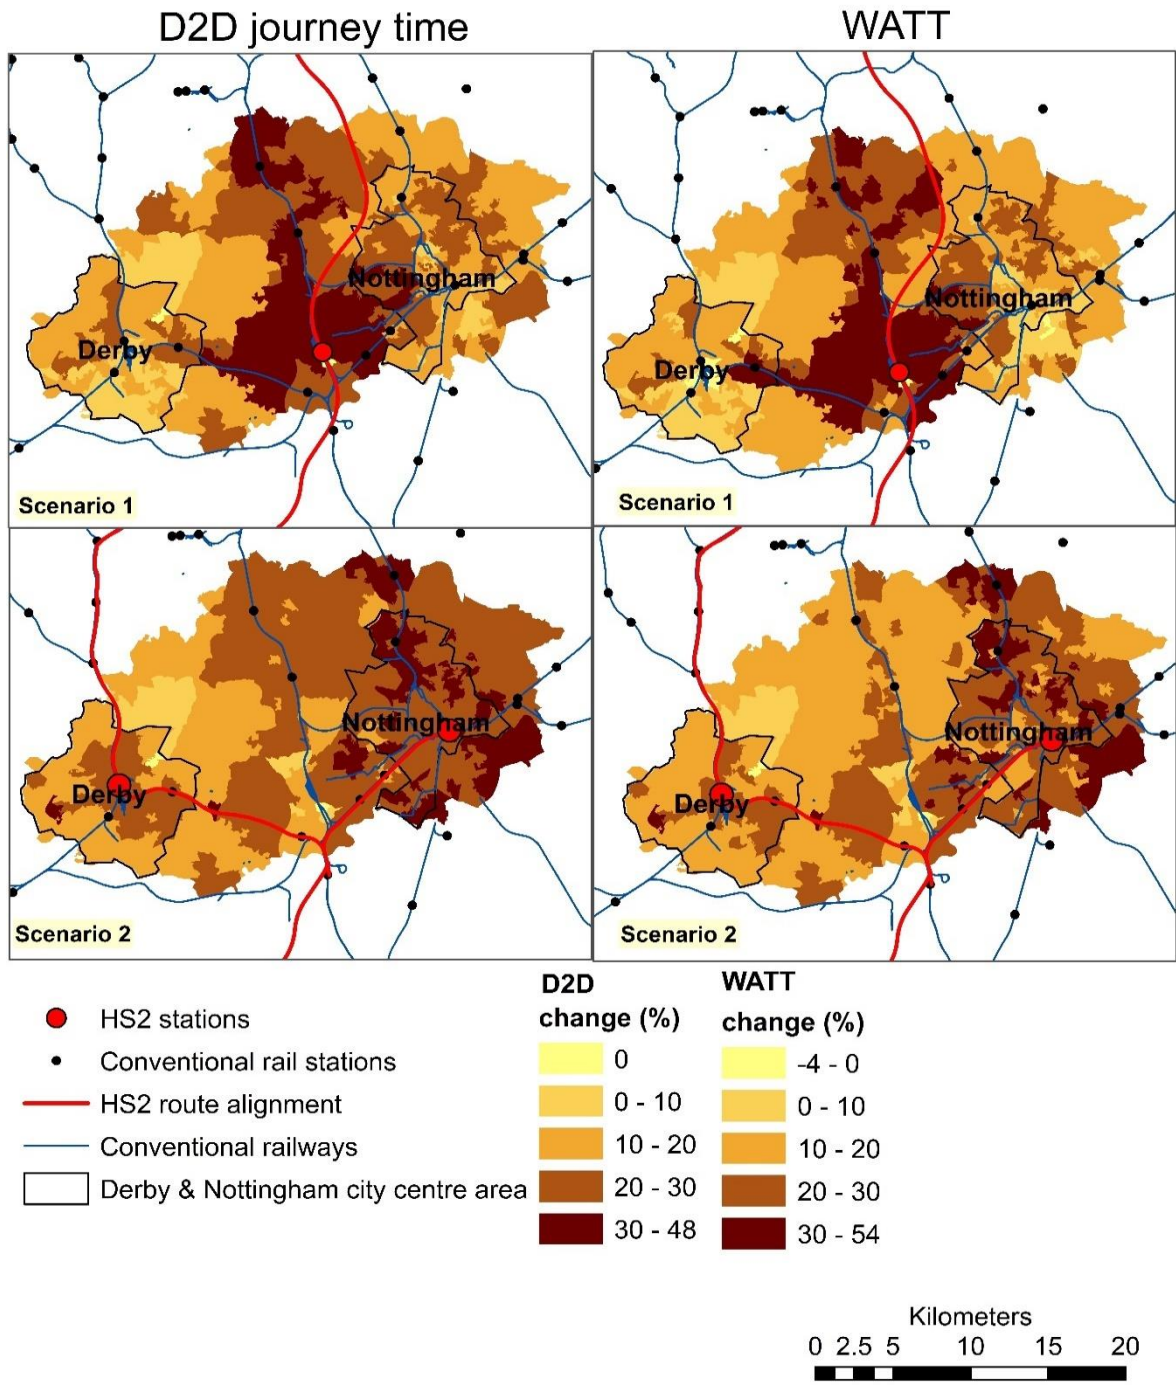 D2D journey time
WATT
Nottingham
Derby
Scenario 1
Nottingham
Derby
Scenario 1
Nottingham
Derby
Scenario 2
Nottingham
Derby
Scenario 2
HS2 stations
Conventional rail stations
HS2 route alignment
Conventional railways
Derby & Nottingham city centre area
D2D
change (%)
0
0 - 10
10 - 20
20 - 30
30 - 48
WATT
change (%)
-4 - 0
0 - 10
10 - 20
20 - 30
30 - 54
Kilometers
0 2.5 5 10 15 20